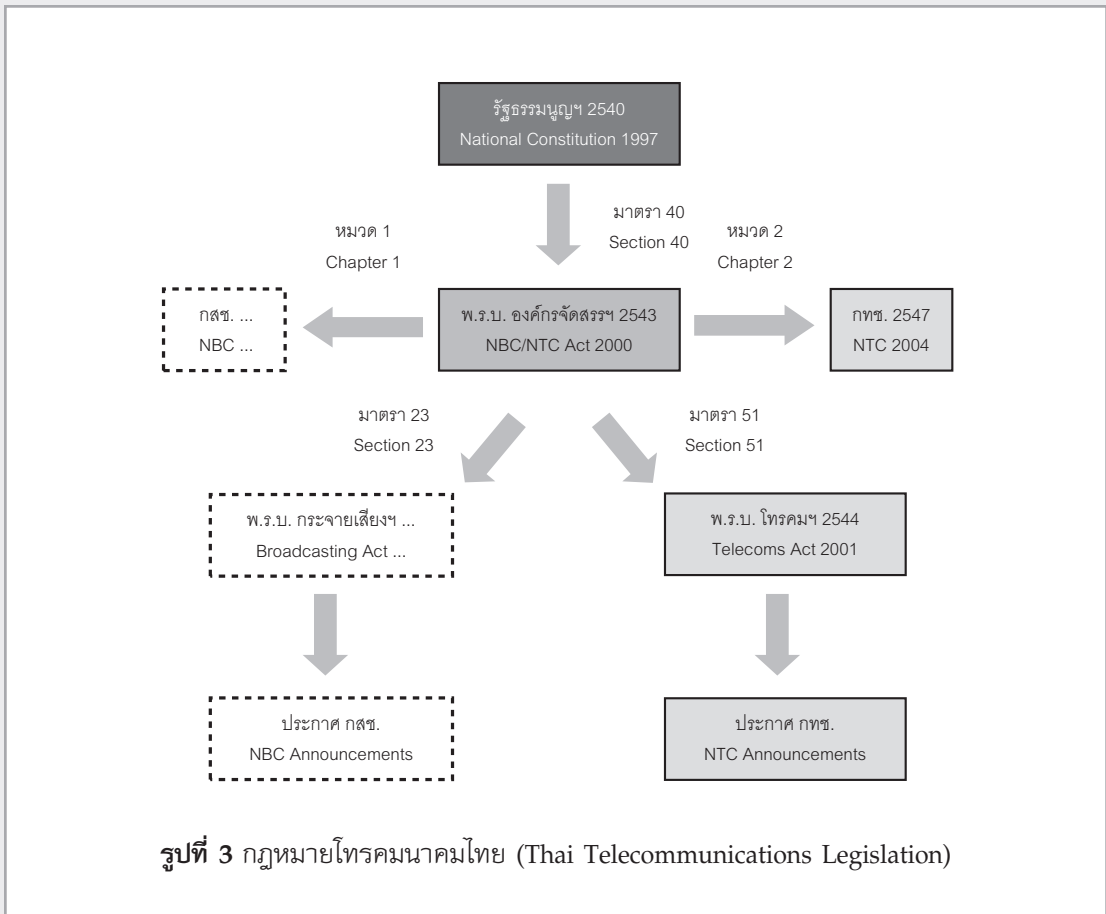 รัฐธรรมนูญฯ 2540
National Constitution 1997
มาตรา 40
Section 40
หมวด 1
Chapter 1
หมวด 2
Chapter 2
กสช. ...
NBC ...
พ.ร.บ. องค์กรจัดสรรฯ 2543
NBC/NTC Act 2000
กทช. 2547
NTC 2004
มาตรา 23
Section 23
มาตรา 51
Section 51
พ.ร.บ. กระจายเสียงฯ ...
Broadcasting Act ...
พ.ร.บ. โทรคมฯ 2544
Telecoms Act 2001
ประกาศ กสช.
NBC Announcements
ประกาศ กทช.
NTC Announcements
รูปที่ 3 กฎหมายโทรคมนาคมไทย (Thai Telecommunications Legislation)